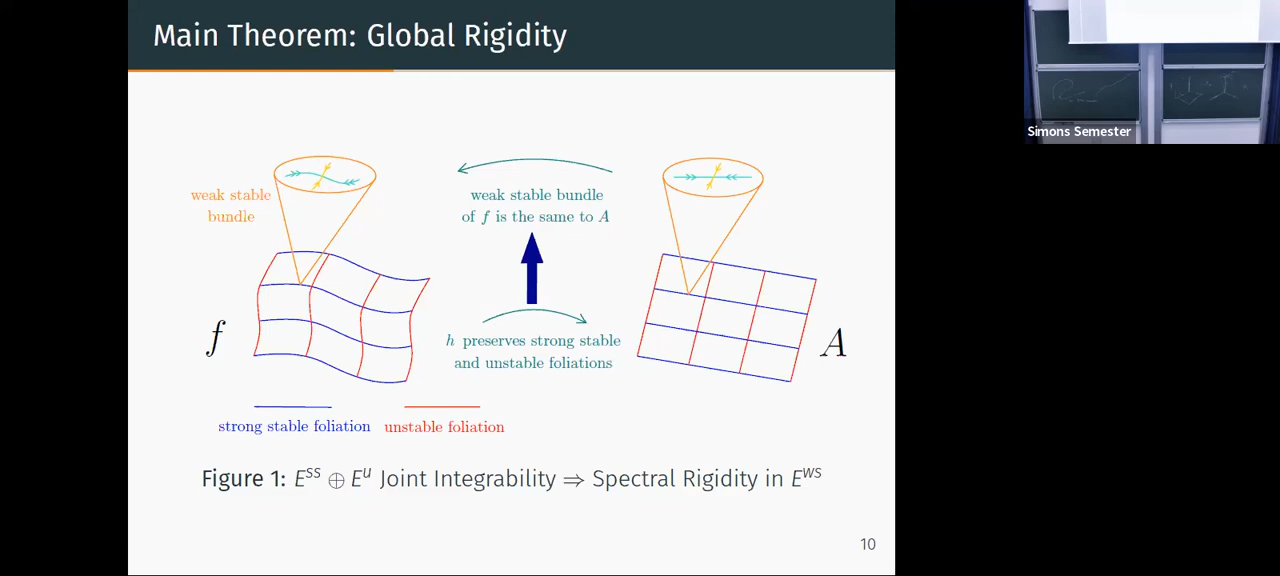 Main Theorem: Global Rigidity
Simons Semester
weak stable
bundle
weak stable bundle
of f is the same to A
f
h preserves strong stable
and unstable foliations
A
strong stable foliation
unstable foliation
Figure 1: E^ss ⊕ E^u Joint Integrability ⇒ Spectral Rigidity in E^ws
10